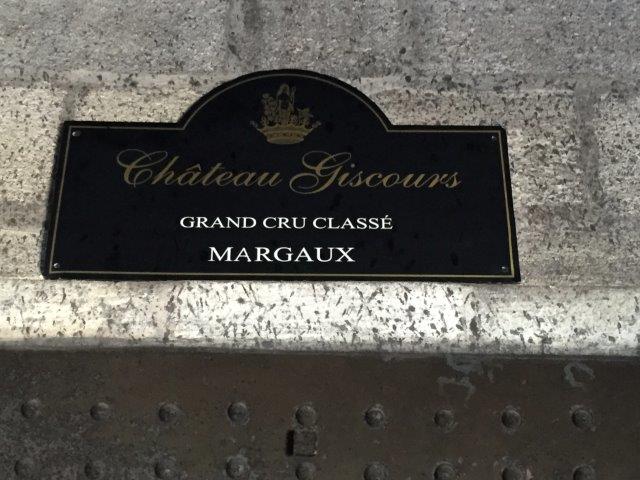 Château Giscours
GRAND CRU CLASSÉ
MARGAUX